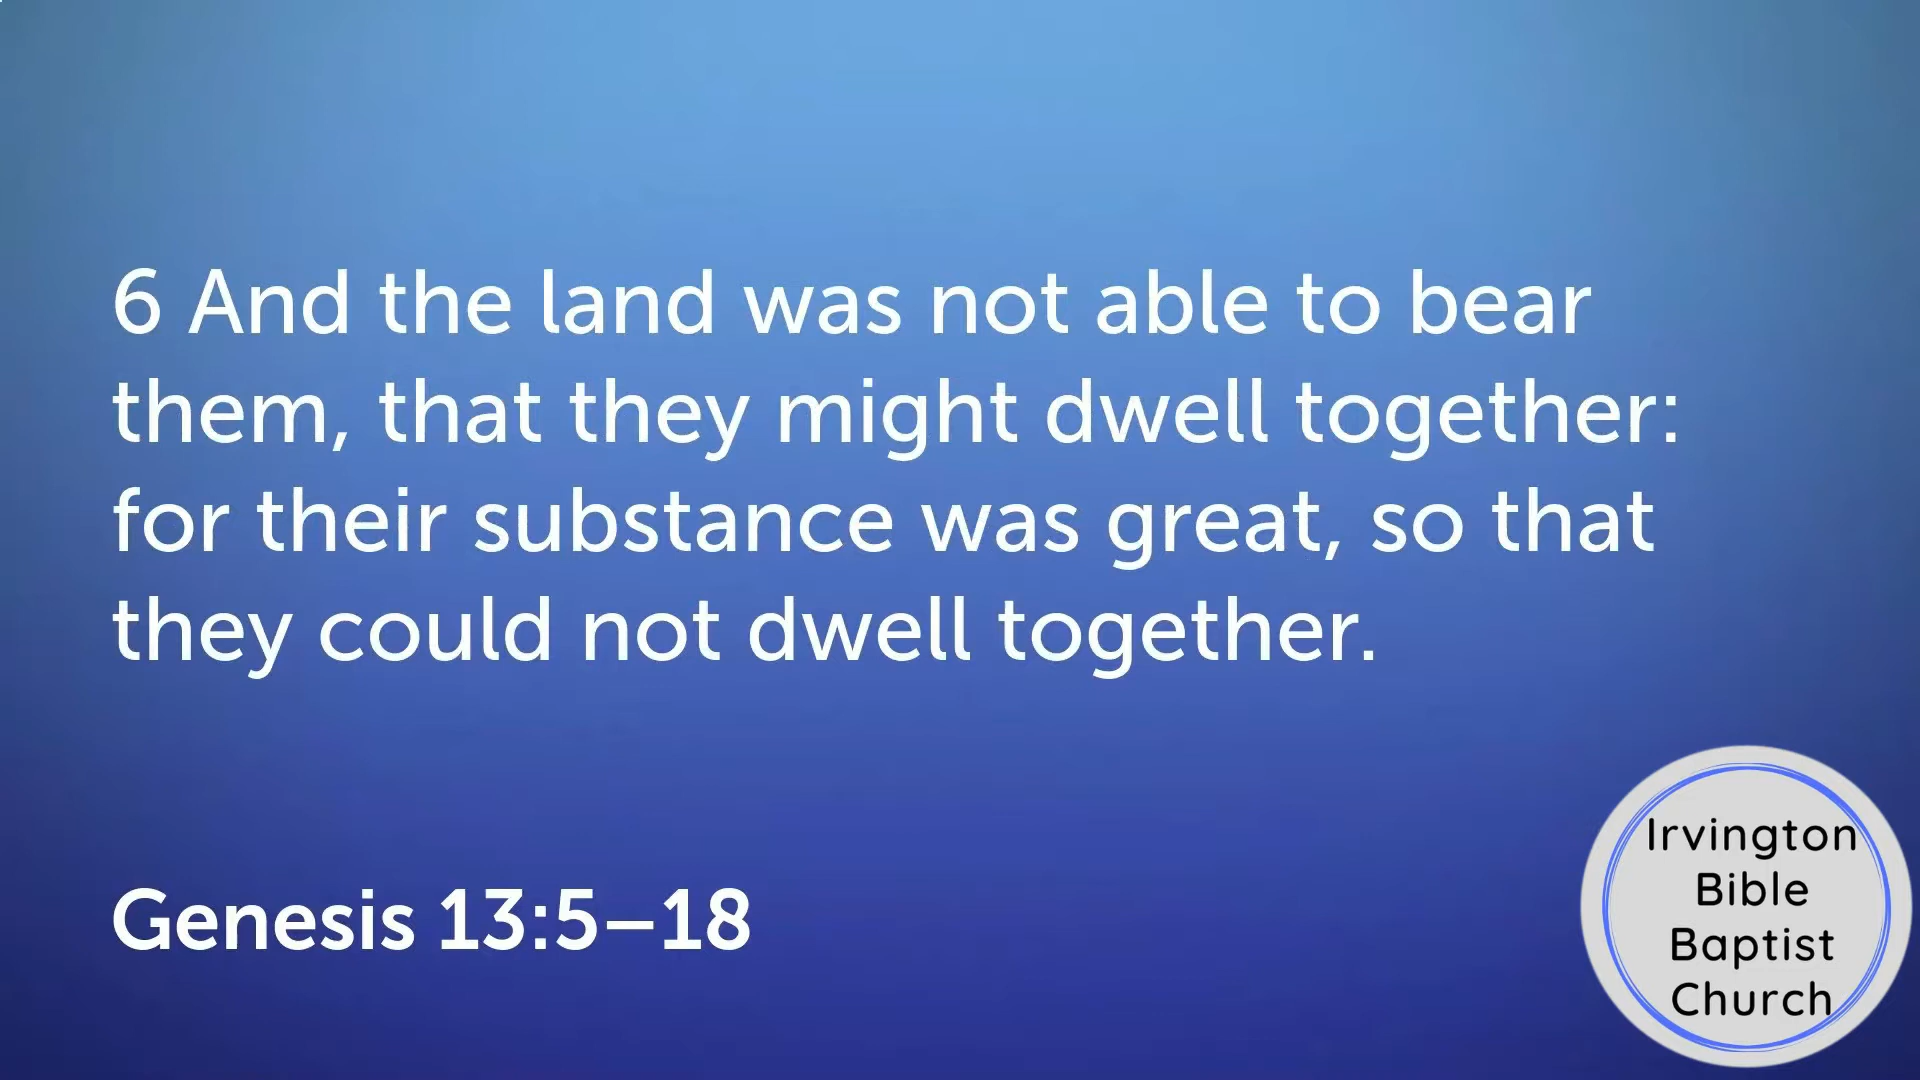 6 And the land was not able to bear
them, that they might dwell together:
for their substance was great, so that
they could not dwell together.
Genesis 13:5–18
Irvington
Bible
Baptist
Church